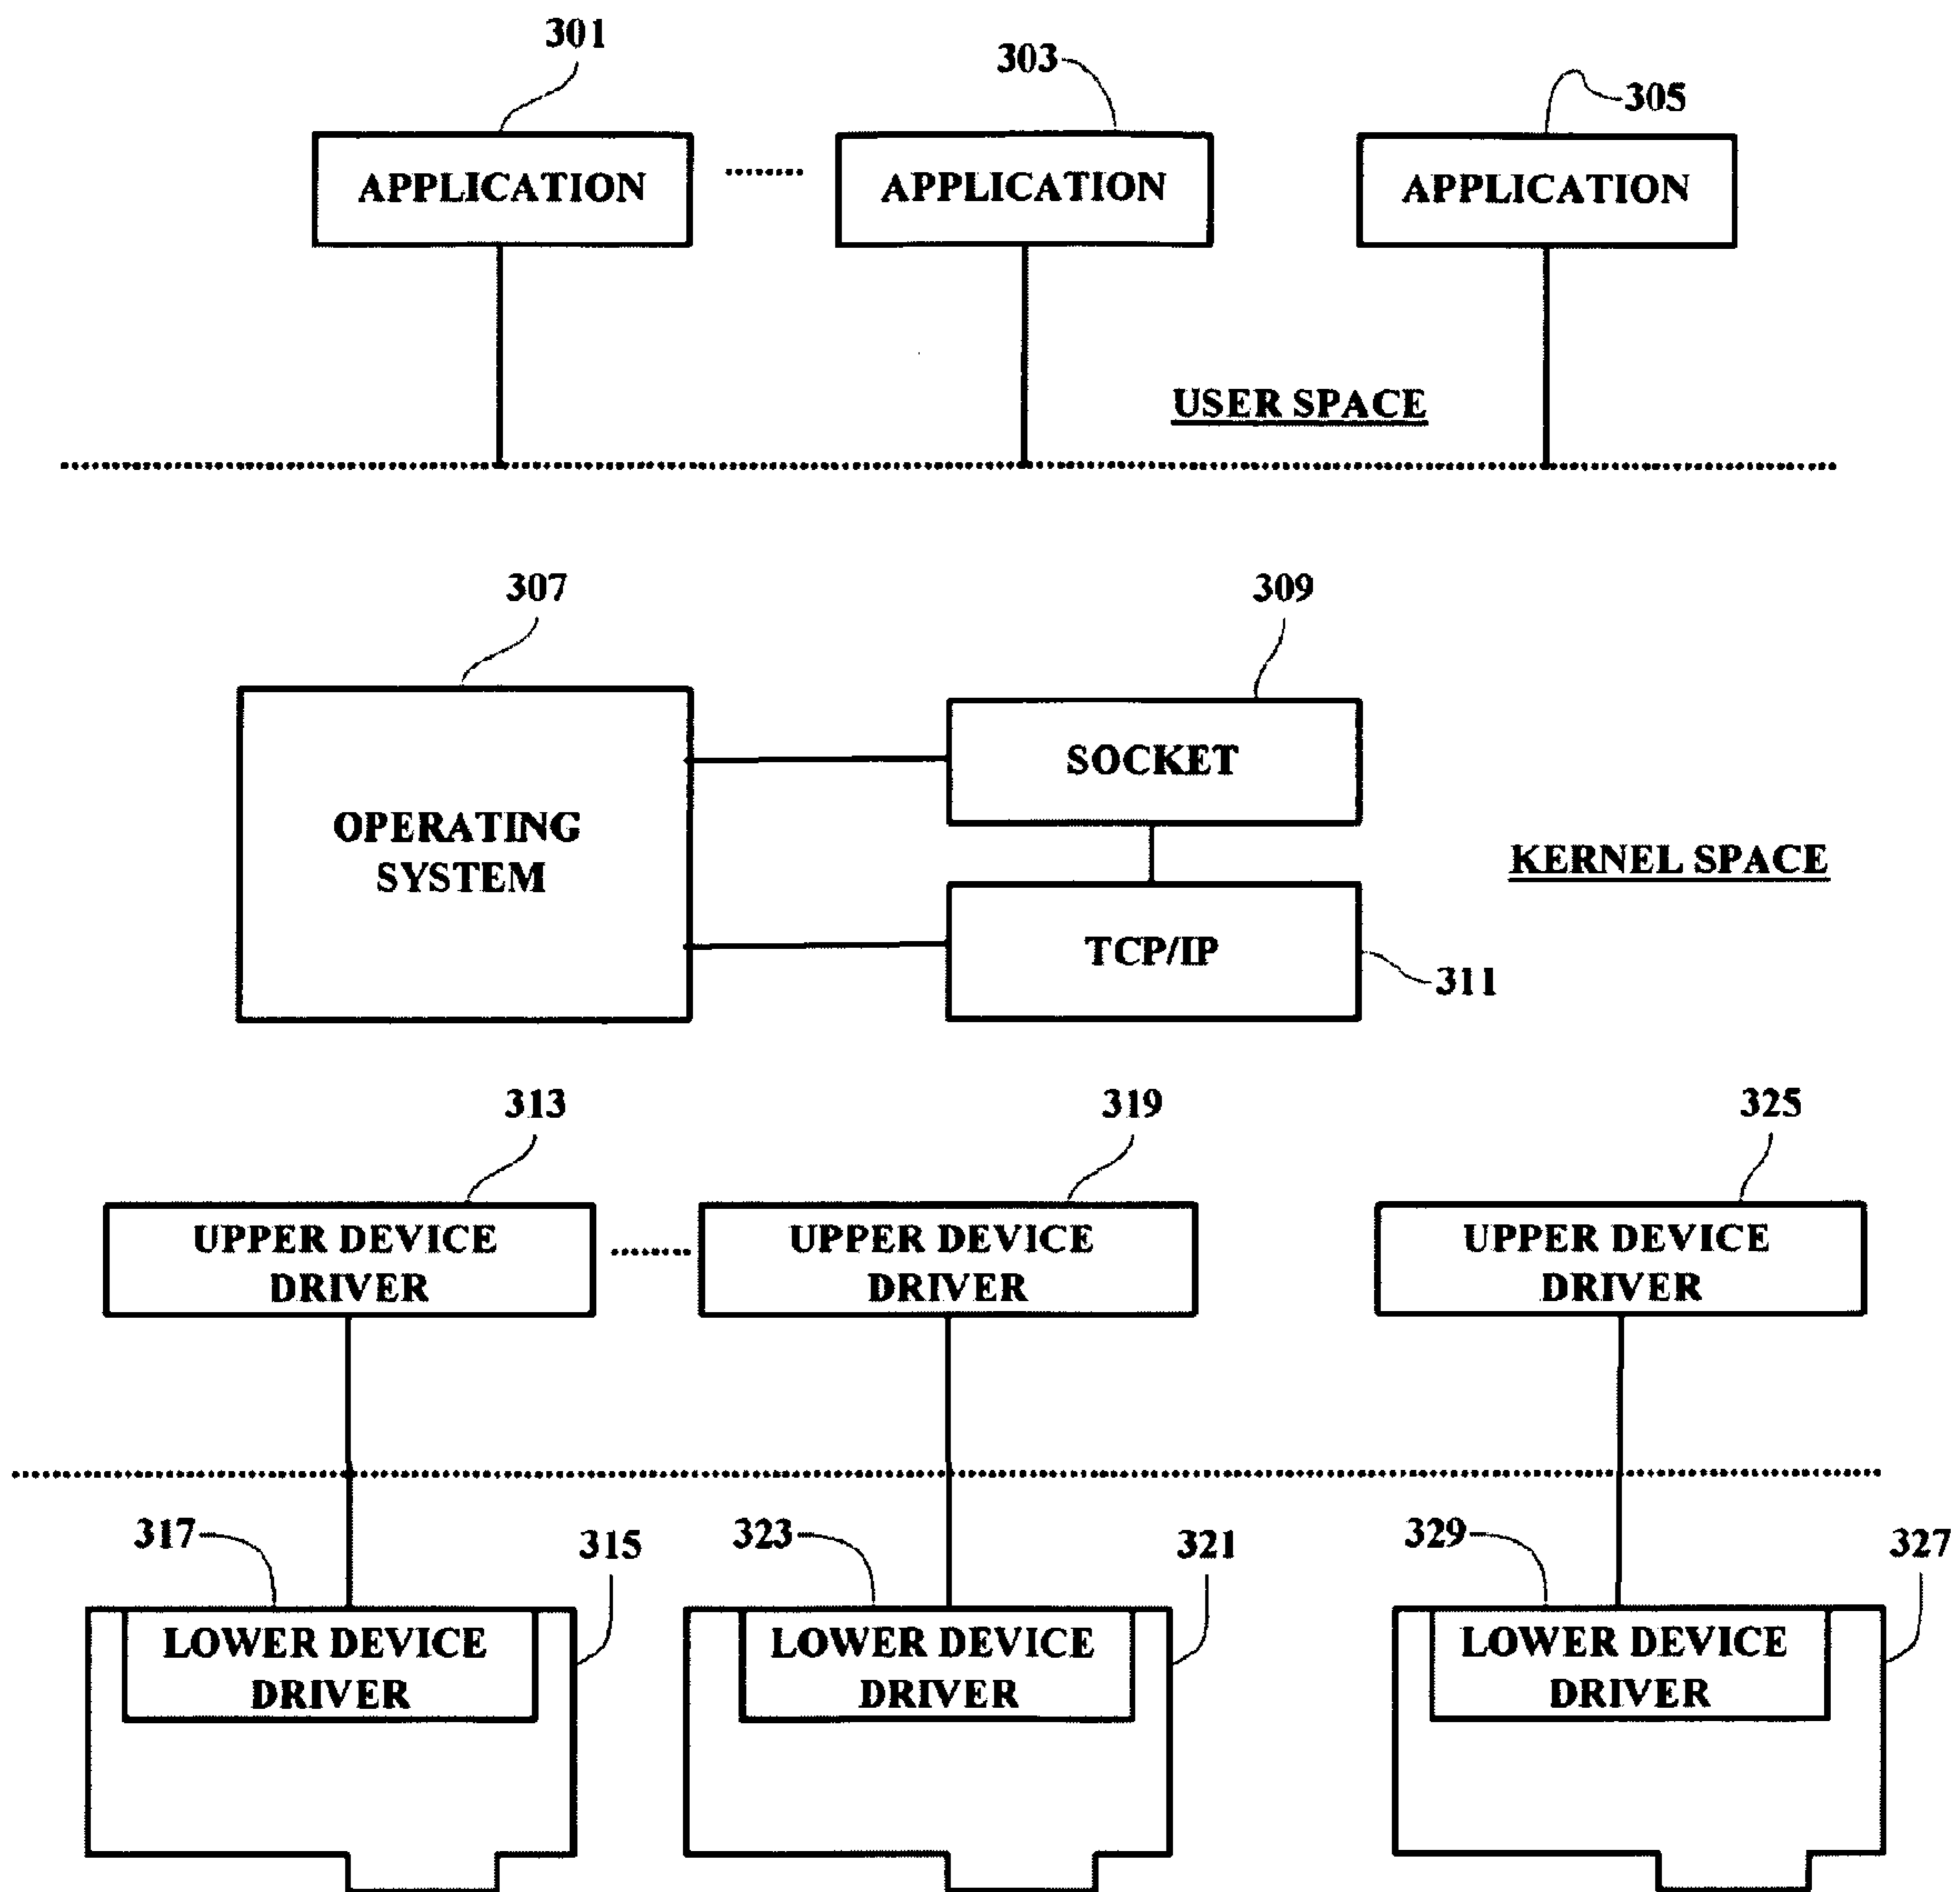 301
303
305
APPLICATION
APPLICATION
APPLICATION
USER SPACE
307
309
OPERATING
SYSTEM
SOCKET
KERNEL SPACE
TCP/IP
311
313
319
325
UPPER DEVICE
DRIVER
UPPER DEVICE
DRIVER
UPPER DEVICE
DRIVER
317
315
323
321
329
327
LOWER DEVICE
DRIVER
LOWER DEVICE
DRIVER
LOWER DEVICE
DRIVER